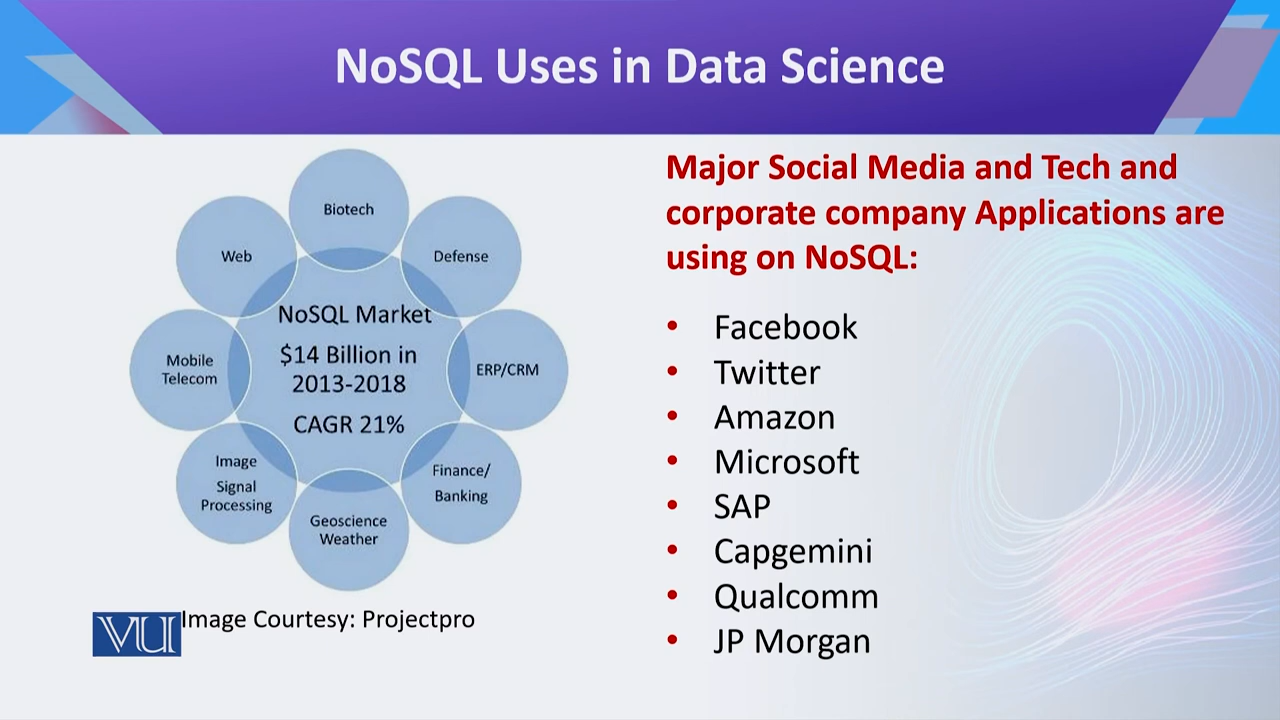 NoSQL Uses in Data Science
Biotech
Defense
ERP/CRM
Finance/
Banking
Geoscience
Weather
Image
Signal
Processing
Mobile
Telecom
Web
NoSQL Market
$14 Billion in
2013-2018
CAGR 21%
Image Courtesy: Projectpro
VU
Major Social Media and Tech and
corporate company Applications are
using on NoSQL:
• Facebook
• Twitter
• Amazon
• Microsoft
• SAP
• Capgemini
• Qualcomm
• JP Morgan